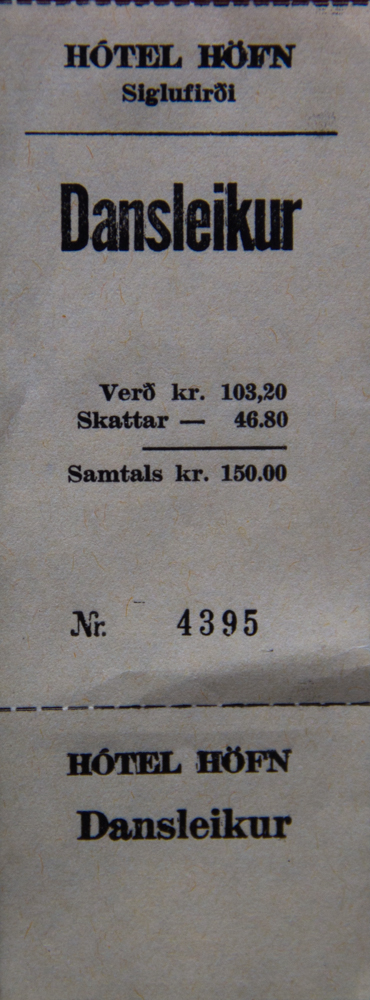 HÓTEL HÖFN
Siglufirði
Dansleikur
Verð kr. 103,20
Skattar — 46.80
Samtals kr. 150.00
Nr. 4395
HÓTEL HÖFN
Dansleikur